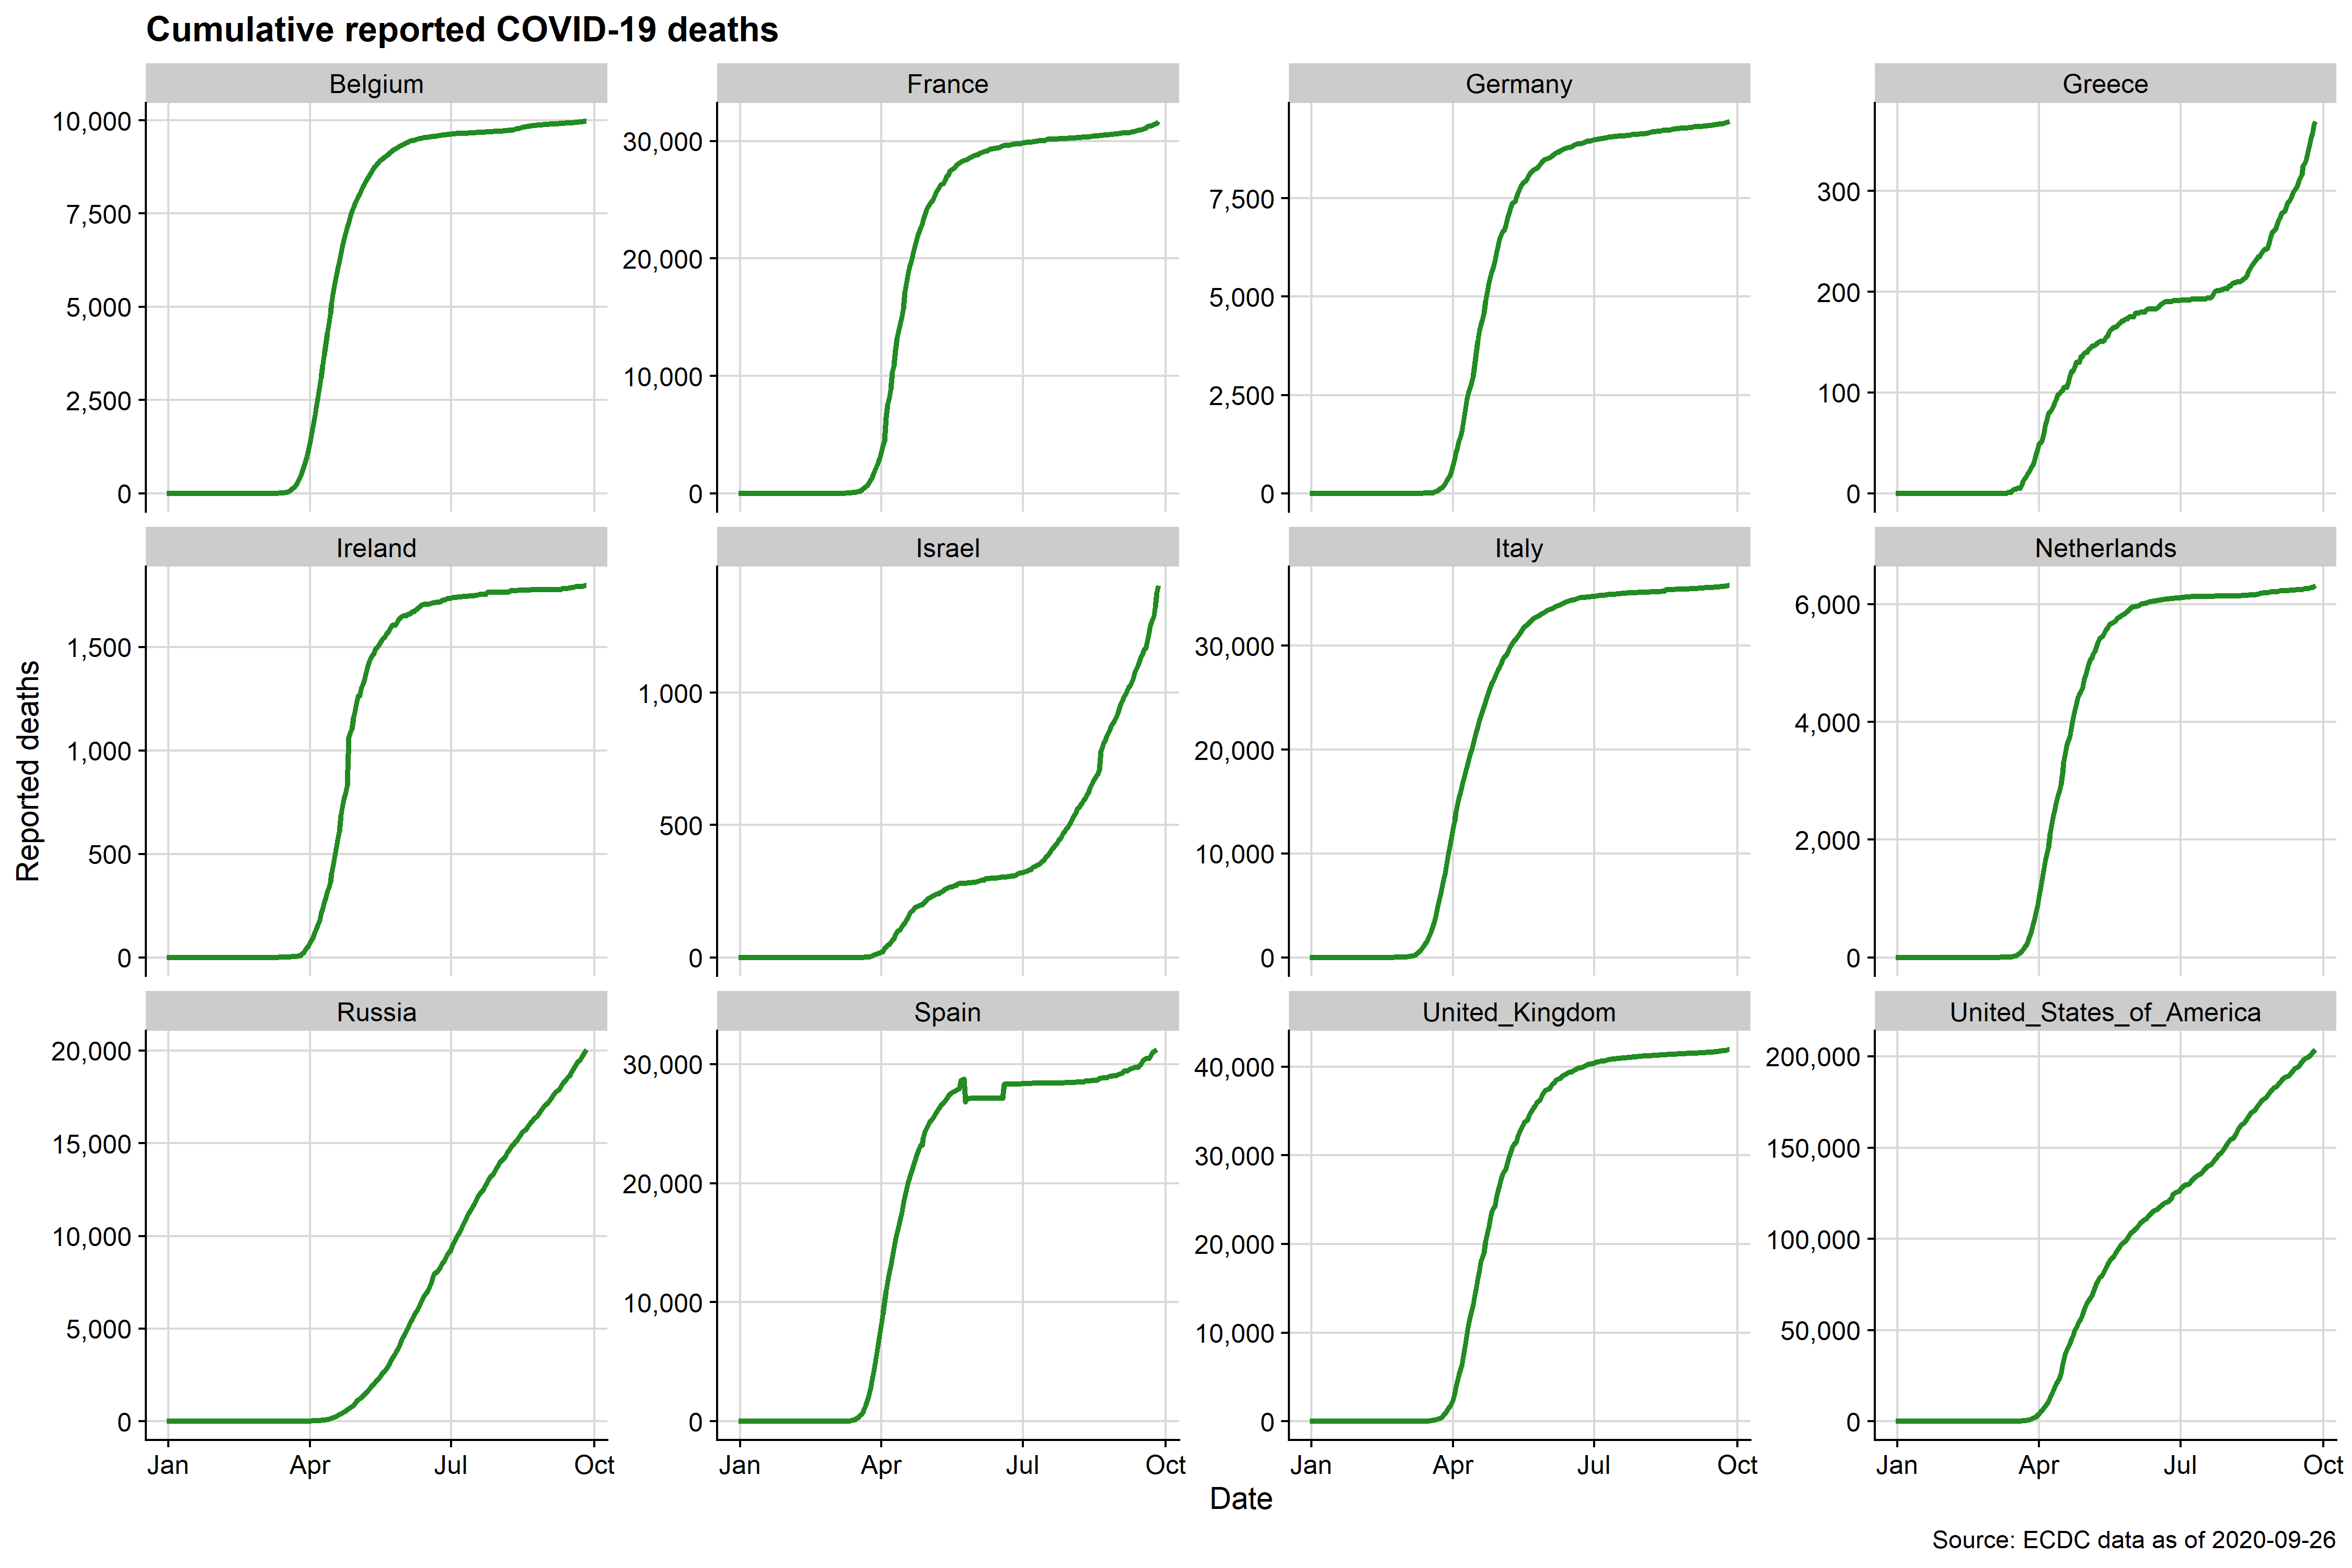 Cumulative reported COVID-19 deaths
Belgium
France
Germany
Greece
10,000
7,500
5,000
2,500
0
30,000
20,000
10,000
0
7,500
5,000
2,500
0
300
200
100
0
Ireland
Israel
Italy
Netherlands
Reported deaths
1,500
1,000
500
0
1,000
500
0
30,000
20,000
10,000
0
6,000
4,000
2,000
0
Russia
Spain
United_Kingdom
United_States_of_America
20,000
15,000
10,000
5,000
0
30,000
20,000
10,000
0
40,000
30,000
20,000
10,000
0
200,000
150,000
100,000
50,000
0
Jan Apr Jul Oct
Jan Apr Jul Oct
Jan Apr Jul Oct
Jan Apr Jul Oct
Date
Source: ECDC data as of 2020-09-26